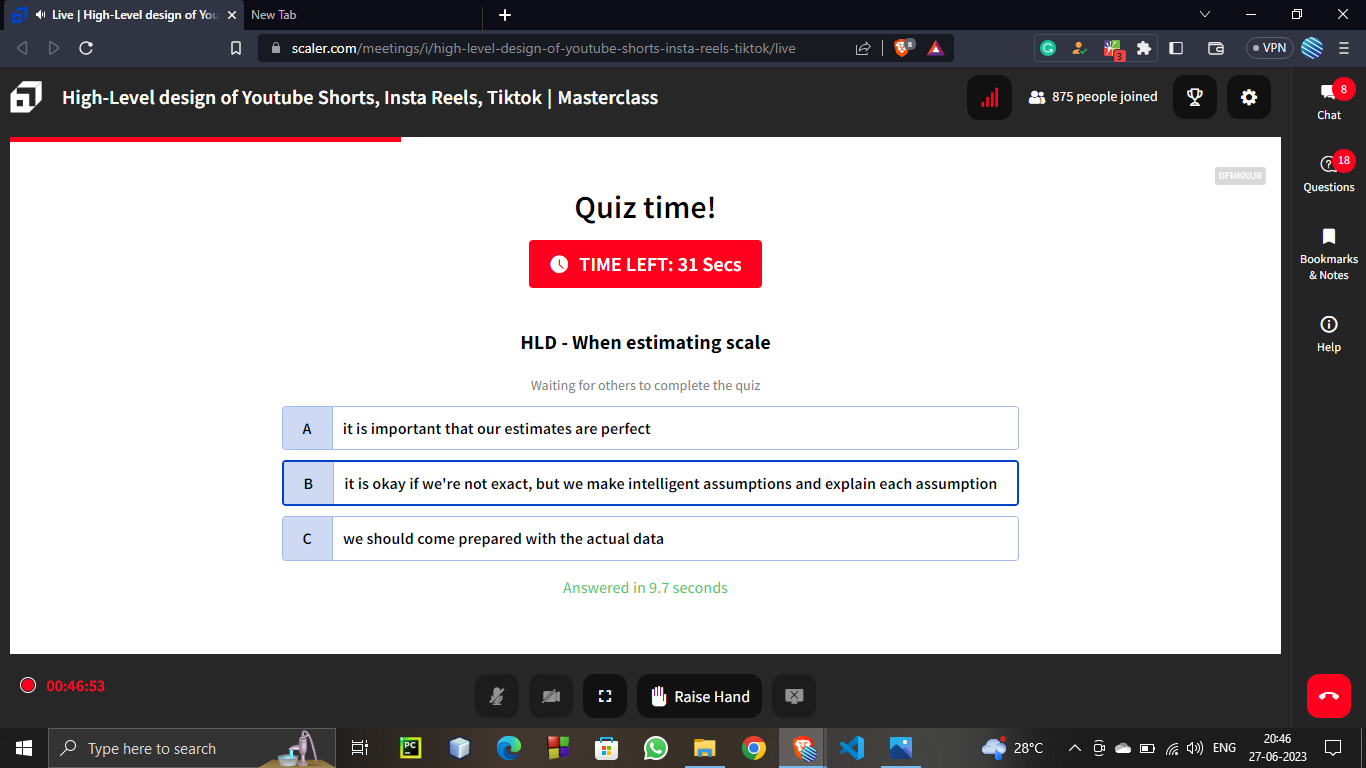 Live | High-Level design of You
New Tab
scaler.com/meetings/i/high-level-design-of-youtube-shorts-insta-reels-tiktok/live
8
3
VPN
High-Level design of Youtube Shorts, Insta Reels, Tiktok | Masterclass
875 people joined
8
Chat
18
Questions
Bookmarks
& Notes
Help
DFMKNUR
Quiz time!
TIME LEFT: 31 Secs
HLD - When estimating scale
Waiting for others to complete the quiz
A it is important that our estimates are perfect
B it is okay if we're not exact, but we make intelligent assumptions and explain each assumption
C we should come prepared with the actual data
Answered in 9.7 seconds
00:46:53
Raise Hand
Type here to search
PC
28°C
ENG
20:46
27-06-2023